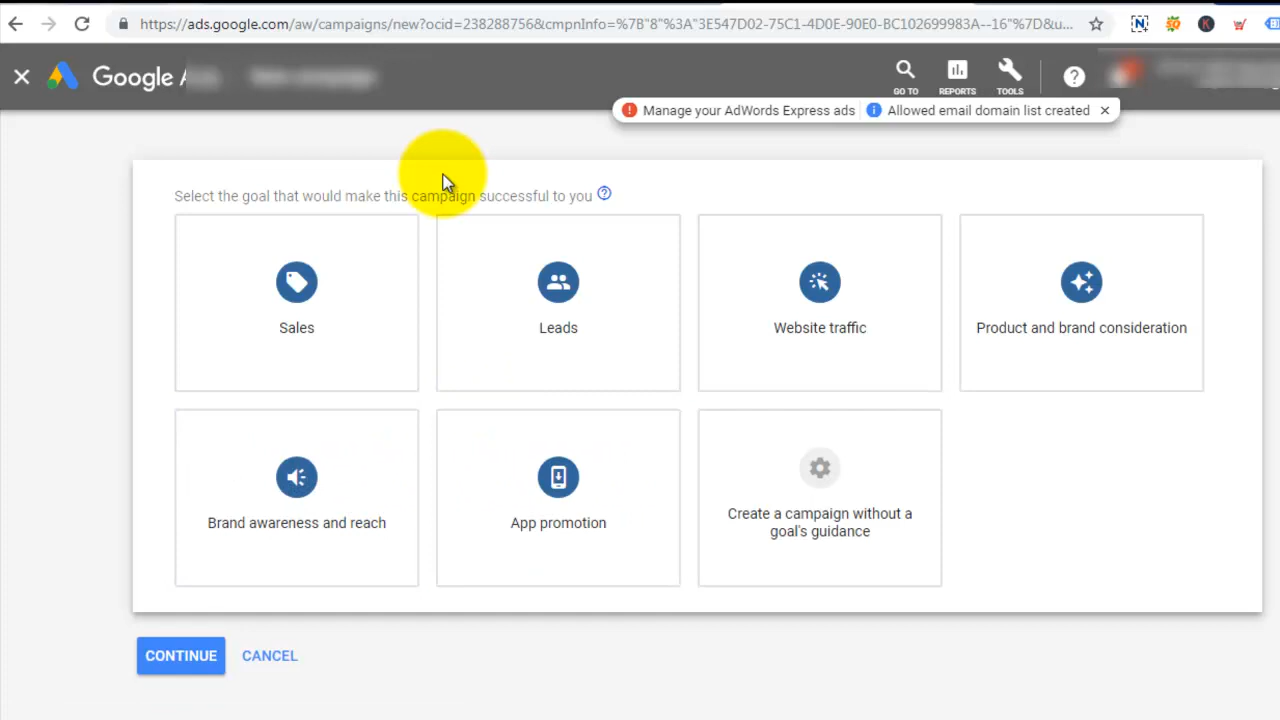 https://ads.google.com/aw/campaigns/new?ocid=238288756&cmpnInfo=%7B"8"%3A"3E547D02-75C1-4D0E-90E0-BC102699983A--16"%7D&u...
Google
GO TO
REPORTS
TOOLS
Manage your AdWords Express ads
Allowed email domain list created
Select the goal that would make this campaign successful to you
Sales
Leads
Website traffic
Product and brand consideration
Brand awareness and reach
App promotion
Create a campaign without a
goal's guidance
CONTINUE
CANCEL